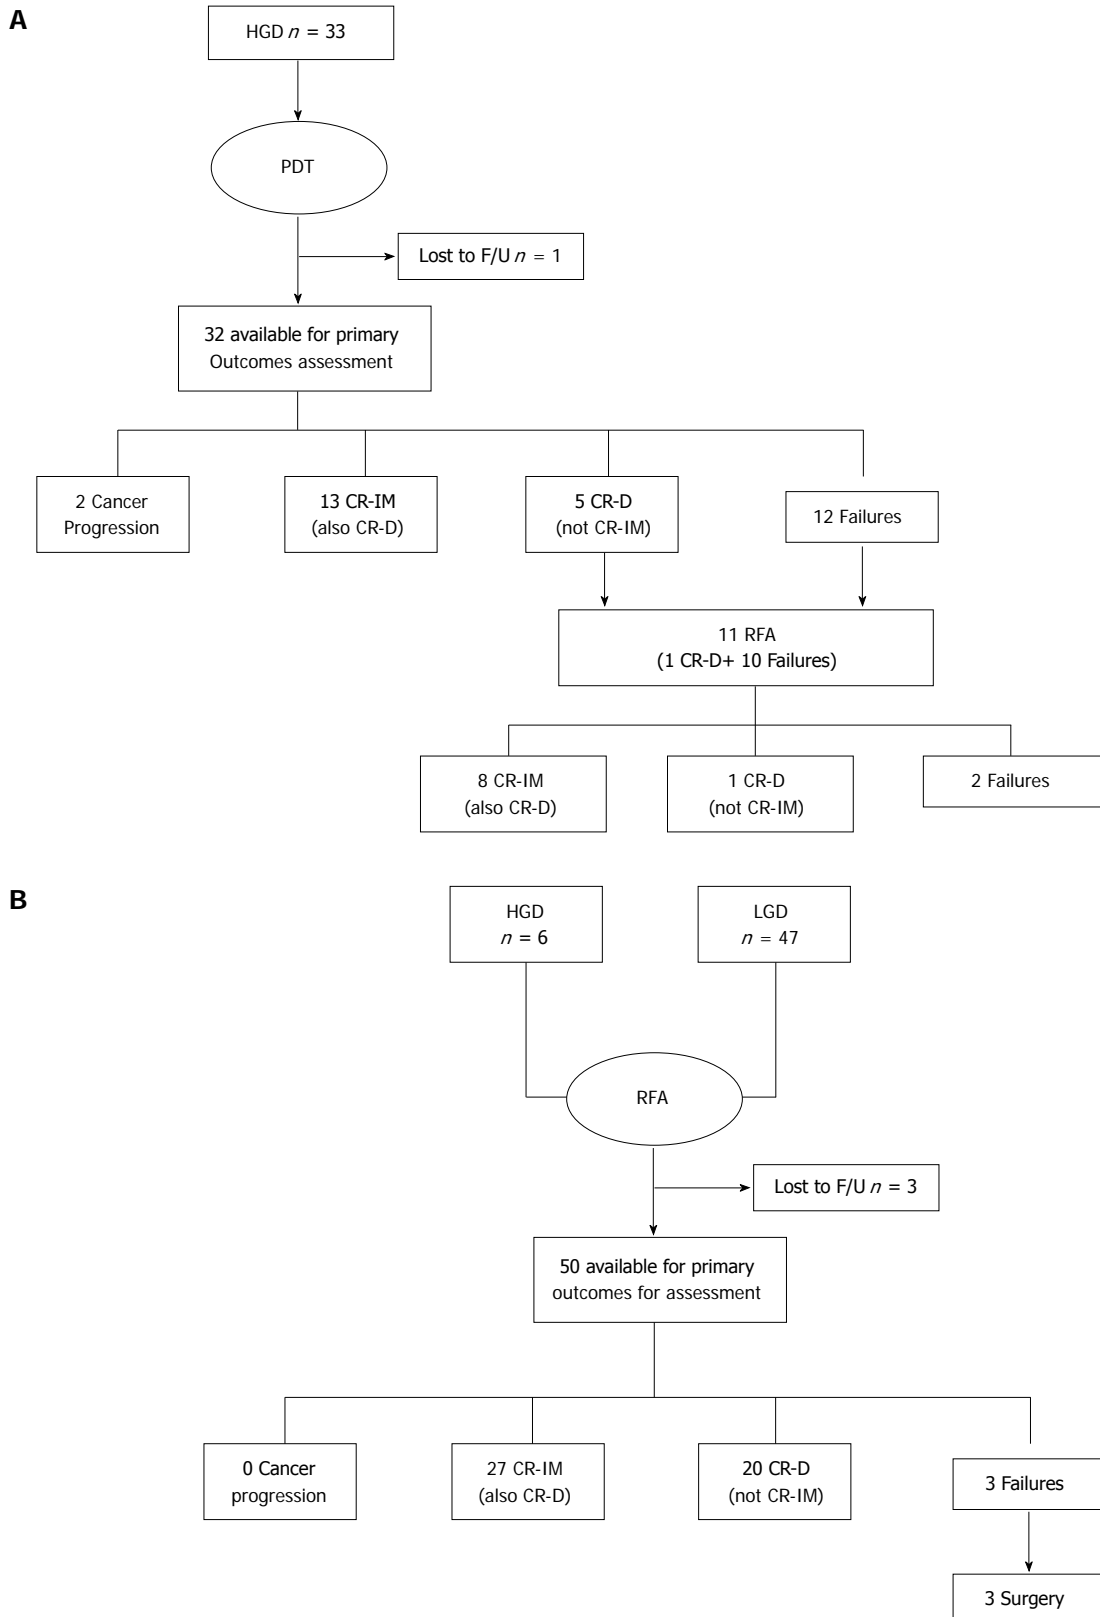 A
HGD n = 33
PDT
Lost to F/U n = 1
32 available for primary
Outcomes assessment
2 Cancer
Progression
13 CR-IM
(also CR-D)
5 CR-D
(not CR-IM)
12 Failures
11 RFA
(1 CR-D+ 10 Failures)
8 CR-IM
(also CR-D)
1 CR-D
(not CR-IM)
2 Failures
B
HGD
n = 6
LGD
n = 47
RFA
Lost to F/U n = 3
50 available for primary
outcomes for assessment
0 Cancer
progression
27 CR-IM
(also CR-D)
20 CR-D
(not CR-IM)
3 Failures
3 Surgery